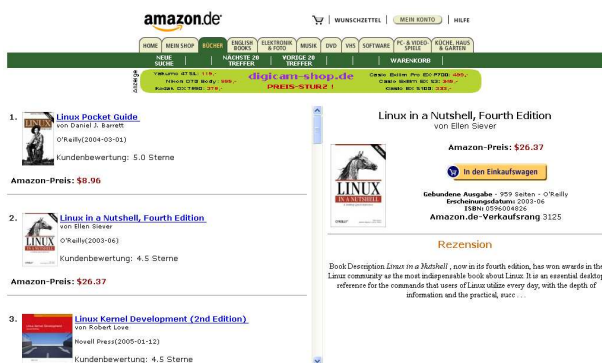 amazon.de
WUNSCHZETTEL | MEIN KONTO | HILFE
HOME MEIN SHOP BÜCHER ENGLISH BOOKS ELEKTRONIK & FOTO MUSIK DVD VHS SOFTWARE PC- & VIDEO-SPIELE KÜCHE, HAUS & GARTEN
NEUE SUCHE | NÄCHSTE 20 TREFFER | VORIGE 20 TREFFER | | WARENKORB |
Anzeige
digicam-shop.de
PREIS-STURZ !
1. Linux Pocket Guide
von Daniel J. Barrett
O'Reilly(2004-03-01)
Kundenbewertung: 5.0 Sterne
Amazon-Preis: $8.96
2. Linux in a Nutshell, Fourth Edition
von Ellen Siever
O'Reilly(2003-06)
Kundenbewertung: 4.5 Sterne
Amazon-Preis: $26.37
3. Linux Kernel Development (2nd Edition)
von Robert Love
Novell Press(2005-01-12)
Kundenbewertung: 4.5 Sterne
Linux in a Nutshell, Fourth Edition
von Ellen Siever
Amazon-Preis: $26.37
In den Einkaufswagen
LINUX
IN A NUTSHELL
Gebundene Ausgabe - 959 Seiten - O'Reilly
Erscheinungsdatum: 2003-06
ISBN: 0596004826
Amazon.de-Verkaufsrang 3125
Rezension
Book Description Linux in a Nutshell , now in its fourth edition, has won awards in the
Linux community as the most indispensable book about Linux. It is an essential desktop
reference for the commands that users of Linux utilize every day, with the depth of
information and the practical, succ . . .